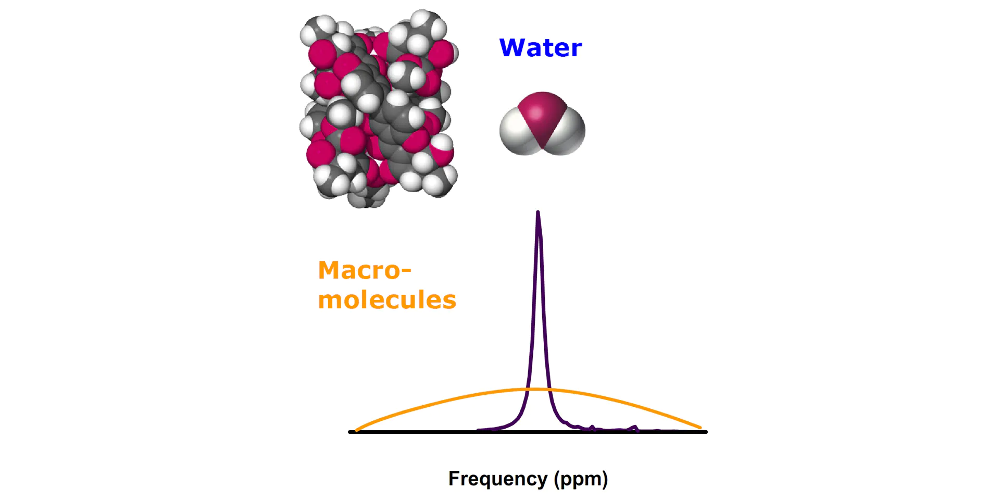 Water
Macro-
molecules
Frequency (ppm)